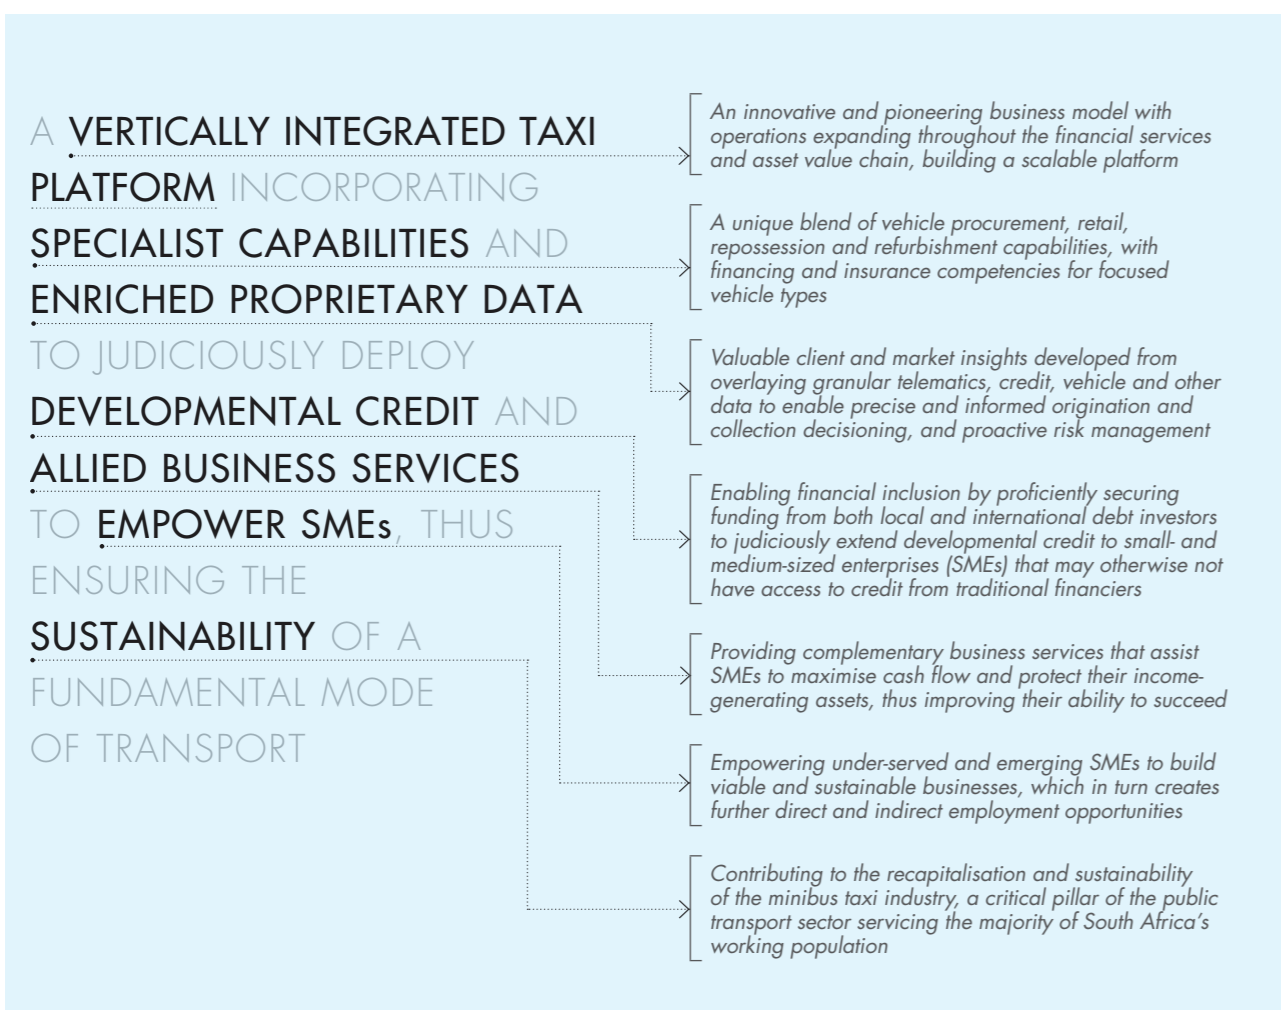 A VERTICALLY INTEGRATED TAXI
PLATFORM INCORPORATING
SPECIALIST CAPABILITIES AND
ENRICHED PROPRIETARY DATA
TO JUDICIOUSLY DEPLOY
DEVELOPMENTAL CREDIT AND
ALLIED BUSINESS SERVICES
TO EMPOWER SMEs, THUS
ENSURING THE
SUSTAINABILITY OF A
FUNDAMENTAL MODE
OF TRANSPORT
An innovative and pioneering business model with
operations expanding throughout the financial services
and asset value chain, building a scalable platform
A unique blend of vehicle procurement, retail,
repossession and refurbishment capabilities, with
financing and insurance competencies for focused
vehicle types
Valuable client and market insights developed from
overlaying granular telematics, credit, vehicle and other
data to enable precise and informed origination and
collection decisioning, and proactive risk management
Enabling financial inclusion by proficiently securing
funding from both local and international debt investors
to judiciously extend developmental credit to small- and
medium-sized enterprises (SMEs) that may otherwise not
have access to credit from traditional financiers
Providing complementary business services that assist
SMEs to maximise cash flow and protect their income-
generating assets, thus improving their ability to succeed
Empowering under-served and emerging SMEs to build
viable and sustainable businesses, which in turn creates
further direct and indirect employment opportunities
Contributing to the recapitalisation and sustainability
of the minibus taxi industry, a critical pillar of the public
transport sector servicing the majority of South Africa's
working population